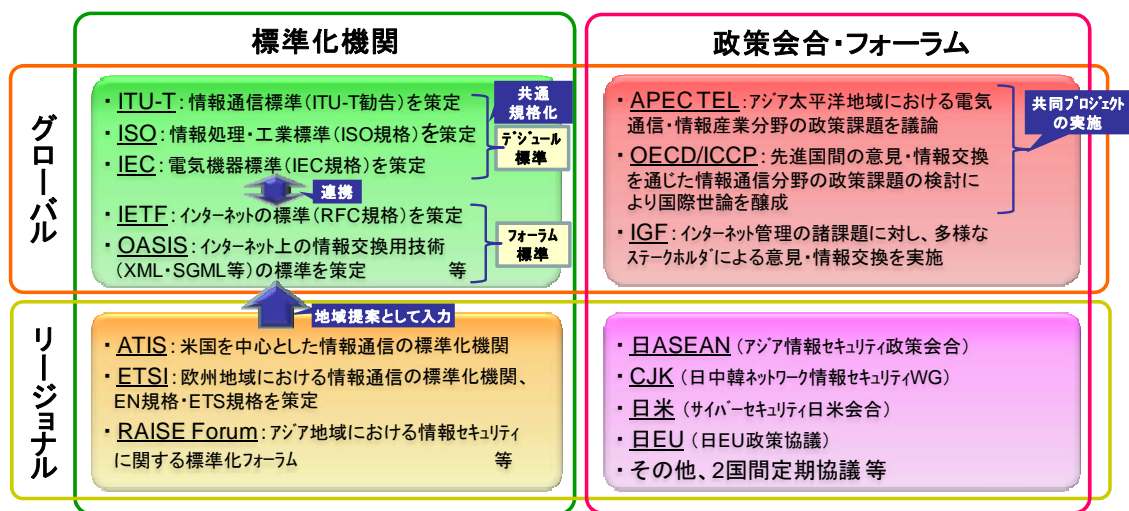 標準化機関
政策会合・フォーラム
グローバル
・ITU-T：情報通信標準(ITU-T勧告)を策定
・ISO：情報処理・工業標準(ISO規格)を策定
・IEC：電気機器標準(IEC規格)を策定
共通
規格化
ﾃﾞｼﾞｭｰﾙ
標準
連携
・IETF：ｲﾝﾀｰﾈｯﾄの標準(RFC規格)を策定
・OASIS：ｲﾝﾀｰﾈｯﾄ上の情報交換用技術
(XML・SGML等)の標準を策定　等
ﾌｫｰﾗﾑ
標準
・APEC TEL：ｱｼﾞｱ太平洋地域における電気
通信・情報産業分野の政策課題を議論
・OECD/ICCP：先進国間の意見・情報交換
を通じた情報通信分野の政策課題の検討に
より国際世論を醸成
・IGF：ｲﾝﾀｰﾈｯﾄ管理の諸課題に対し、多様な
ｽﾃｰｸﾎﾙﾀﾞによる意見・情報交換を実施
共同ﾌﾟﾛｼﾞｪｸﾄ
の実施
リージョナル
地域提案として入力
・ATIS：米国を中心とした情報通信の標準化機関
・ETSI：欧州地域における情報通信の標準化機関、
EN規格・ETS規格を策定
・RAISE Forum：ｱｼﾞｱ地域における情報ｾｷｭﾘﾃｨ
に関する標準化ﾌｫｰﾗﾑ　等
・日ASEAN (ｱｼﾞｱ情報ｾｷｭﾘﾃｨ政策会合)
・CJK (日中韓ﾈｯﾄﾜｰｸ情報ｾｷｭﾘﾃｨWG)
・日米 (ｻｲﾊﾞｰｾｷｭﾘﾃｨ日米会合)
・日EU (日EU政策協議)
・その他、2国間定期協議 等